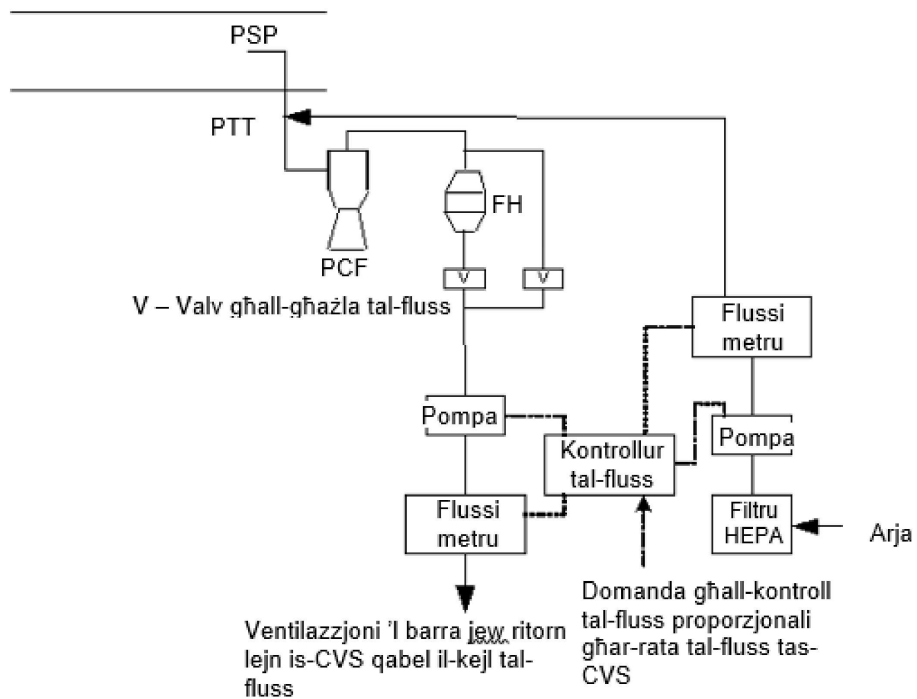 PSP
PTT
PCF
FH
V
V
V – Valv għall-għażla tal-fluss
Flussi
metru
Pompa
Kontrollur
tal-fluss
Pompa
Flussi
metru
Filtru
HEPA
Arja
Ventilazzjoni 'l barra jew ritorn
lejn is-CVS qabel il-kejl tal-
fluss
Domanda għall-kontroll
tal-fluss proporzjonali
għar-rata tal-fluss tas-
CVS